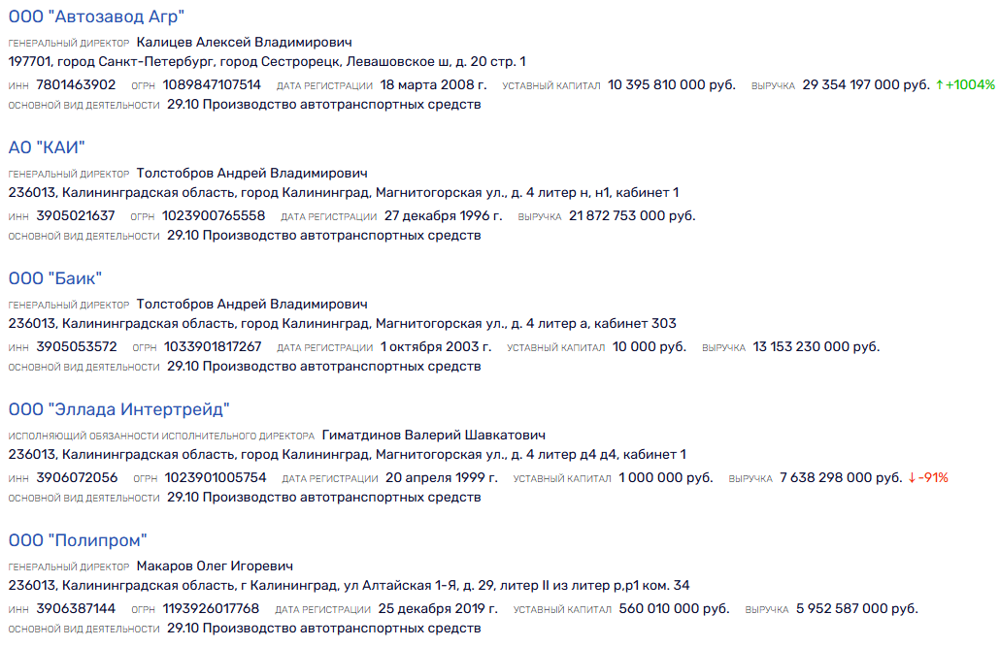 ООО "Автозавод Агр"
ГЕНЕРАЛЬНЫЙ ДИРЕКТОР Калицев Алексей Владимирович
197701, город Санкт-Петербург, город Сестрорецк, Левашовское ш, д. 20 стр. 1
ИНН 7801463902 ОГРН 1089847107514 ДАТА РЕГИСТРАЦИИ 18 марта 2008 г. УСТАВНЫЙ КАПИТАЛ 10 395 810 000 руб. ВЫРУЧКА 29 354 197 000 руб. ↑+1004%
ОСНОВНОЙ ВИД ДЕЯТЕЛЬНОСТИ 29.10 Производство автотранспортных средств
АО "КАИ"
ГЕНЕРАЛЬНЫЙ ДИРЕКТОР Толстобров Андрей Владимирович
236013, Калининградская область, город Калининград, Магнитогорская ул., д. 4 литер н, н1, кабинет 1
ИНН 3905021637 ОГРН 1023900765558 ДАТА РЕГИСТРАЦИИ 27 декабря 1996 г. ВЫРУЧКА 21 872 753 000 руб.
ОСНОВНОЙ ВИД ДЕЯТЕЛЬНОСТИ 29.10 Производство автотранспортных средств
ООО "Баик"
ГЕНЕРАЛЬНЫЙ ДИРЕКТОР Толстобров Андрей Владимирович
236013, Калининградская область, город Калининград, Магнитогорская ул., д. 4 литер а, кабинет 303
ИНН 3905053572 ОГРН 1033901817267 ДАТА РЕГИСТРАЦИИ 1 октября 2003 г. УСТАВНЫЙ КАПИТАЛ 10 000 руб. ВЫРУЧКА 13 153 230 000 руб.
ОСНОВНОЙ ВИД ДЕЯТЕЛЬНОСТИ 29.10 Производство автотранспортных средств
ООО "Эллада Интертрейд"
ИСПОЛНЯЮЩИЙ ОБЯЗАННОСТИ ИСПОЛНИТЕЛЬНОГО ДИРЕКТОРА Гиматдинов Валерий Шавкатович
236013, Калининградская область, город Калининград, Магнитогорская ул., д. 4 литер д4 д4, кабинет 1
ИНН 3906072056 ОГРН 1023901005754 ДАТА РЕГИСТРАЦИИ 20 апреля 1999 г. УСТАВНЫЙ КАПИТАЛ 1 000 000 руб. ВЫРУЧКА 7 638 298 000 руб. ↓-91%
ОСНОВНОЙ ВИД ДЕЯТЕЛЬНОСТИ 29.10 Производство автотранспортных средств
ООО "Полипром"
ГЕНЕРАЛЬНЫЙ ДИРЕКТОР Макаров Олег Игоревич
236013, Калининградская область, г Калининград, ул Алтайская 1-Я, д. 29, литер II из литер р,р1 ком. 34
ИНН 3906387144 ОГРН 1193926017768 ДАТА РЕГИСТРАЦИИ 25 декабря 2019 г. УСТАВНЫЙ КАПИТАЛ 560 010 000 руб. ВЫРУЧКА 5 952 587 000 руб.
ОСНОВНОЙ ВИД ДЕЯТЕЛЬНОСТИ 29.10 Производство автотранспортных средств